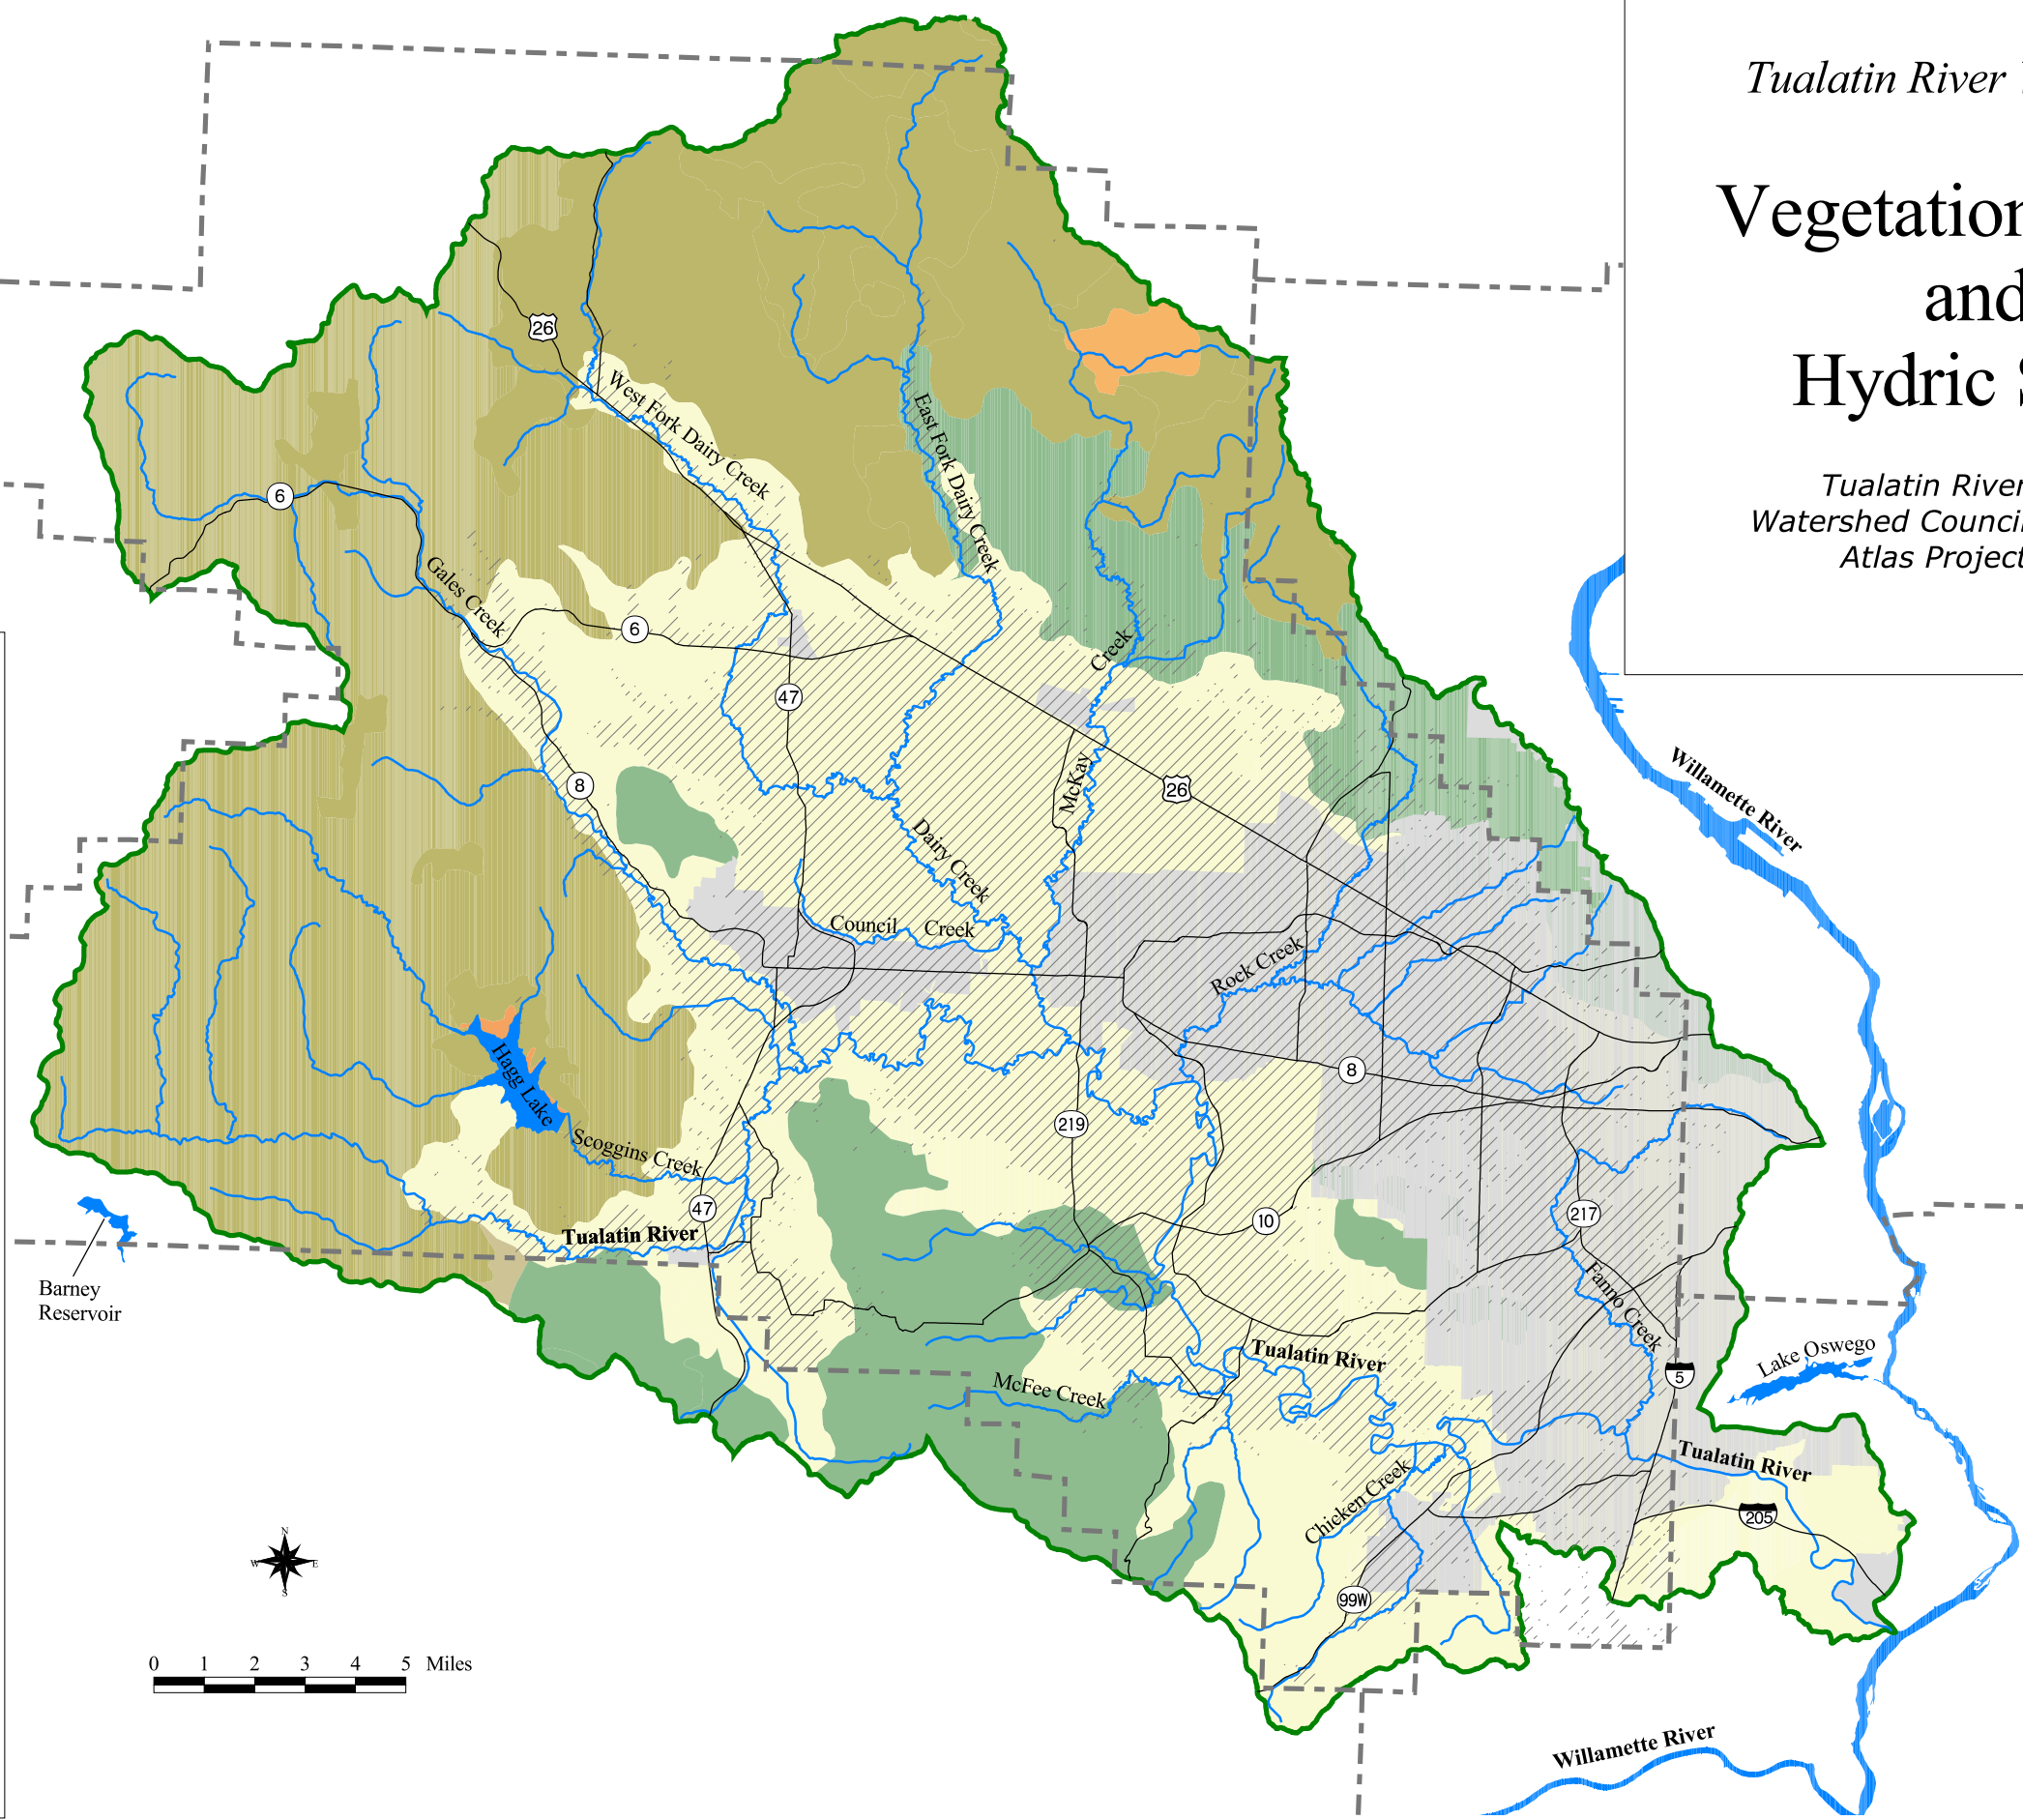 Tualatin River
Vegetation
and
Hydric
Tualatin River
Watershed Council
Atlas Project
26
West Fork Dairy Creek
East Fork Dairy Creek
6
Gales Creek
6
Creek
47
McKay
26
8
Willamette River
Dairy Creek
Council Creek
Rock Creek
Hagg Lake
8
219
Scoggins Creek
47
Tualatin River
10
217
Barney
Reservoir
Fanno Creek
Tualatin River
Lake Oswego
5
McFee Creek
Tualatin River
Chicken Creek
205
N
W
E
S
99W
0 1 2 3 4 5 Miles
Willamette River